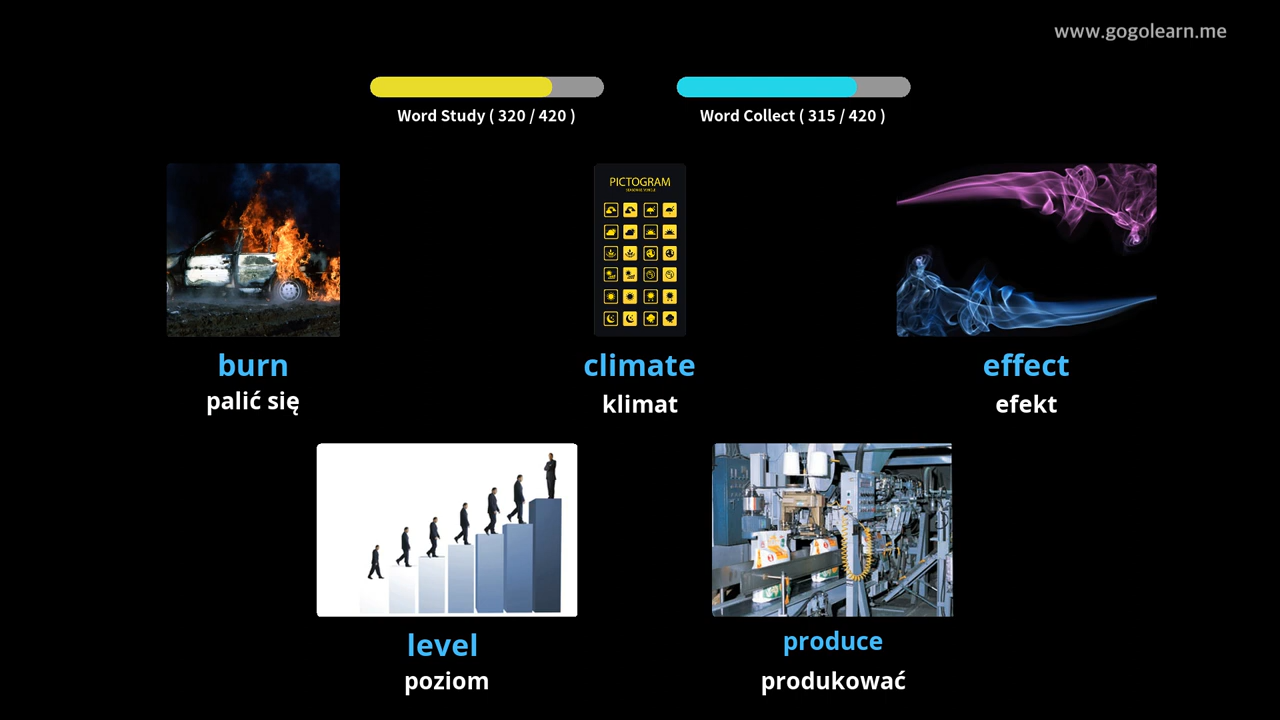 www.gogolearn.me
Word Study ( 320 / 420 )
Word Collect ( 315 / 420 )
PICTOGRAM
burn
palić się
climate
klimat
effect
efekt
level
poziom
produce
produkować